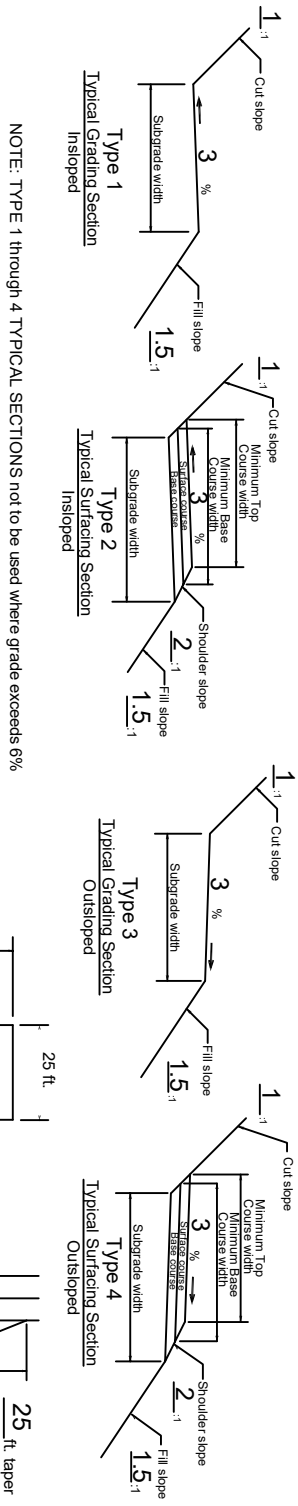 1 :1
Cut slope
3 %
Subgrade width
Fill slope
1.5 :1
Type 1
Typical Grading Section
Insloped
1 :1
Cut slope
Minimum Top
Course width
Minimum Base
Course width
3 %
Surface course
Base course
Shoulder slope
2 :1
Subgrade width
Fill slope
1.5 :1
Type 2
Typical Surfacing Section
Insloped
1 :1
Cut slope
3 %
Subgrade width
Fill slope
1.5 :1
Type 3
Typical Grading Section
Outsloped
1 :1
Cut slope
Minimum Top
Course width
Minimum Base
Course width
3 %
Surface course
Base course
Shoulder slope
2 :1
Subgrade width
Fill slope
1.5 :1
Type 4
Typical Surfacing Section
Outsloped
NOTE: TYPE 1 through 4 TYPICAL SECTIONS not to be used where grade exceeds 6%
25 ft.
25 ft. taper